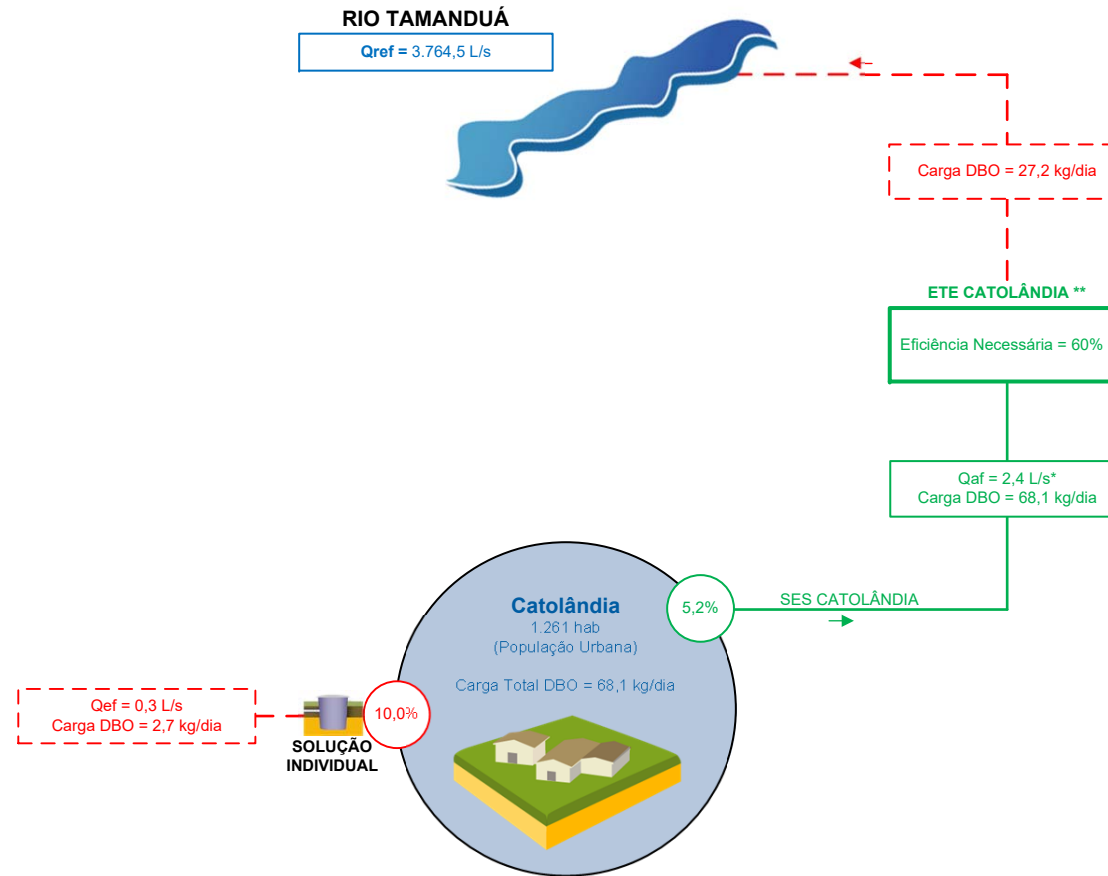 RIO TAMANDUÁ
Qref = 3.764,5 L/s
Carga DBO = 27,2 kg/dia
ETE CATOLÂNDIA **
Eficiência Necessária = 60%
Qaf = 2,4 L/s*
Carga DBO = 68,1 kg/dia
Catolândia
1.261 hab
(População Urbana)
Carga Total DBO = 68,1 kg/dia
5,2%
SES CATOLÂNDIA
Qef = 0,3 L/s
Carga DBO = 2,7 kg/dia
SOLUÇÃO
INDIVIDUAL
10,0%